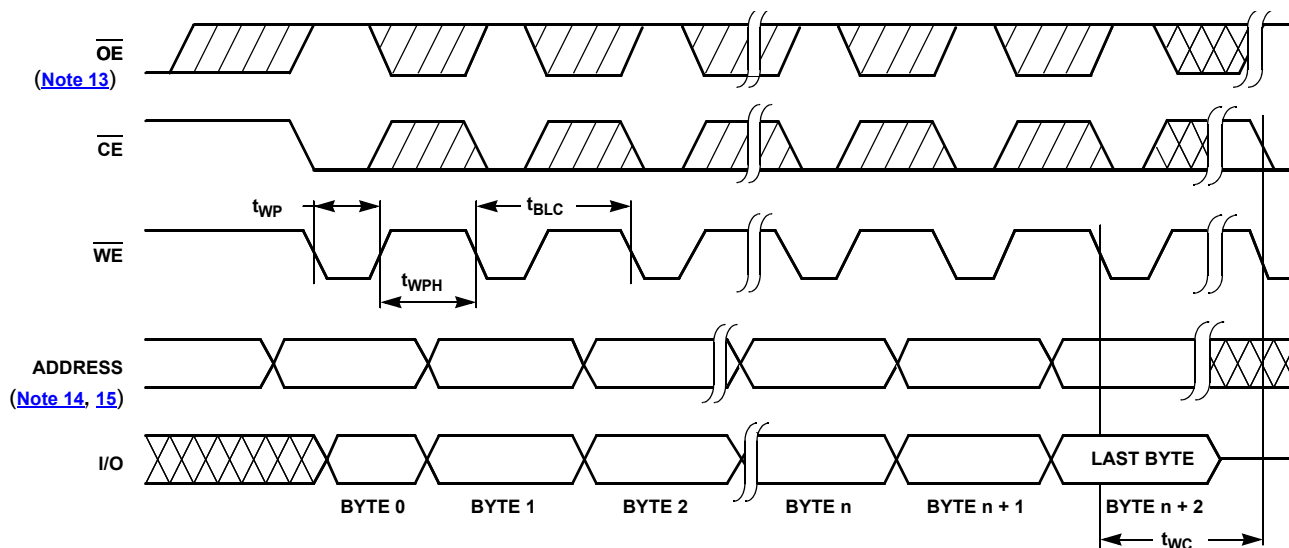 OE
(Note 13)
CE
tWP
tBLC
WE
tWPH
ADDRESS
(Note 14, 15)
I/O
LAST BYTE
BYTE 0
BYTE 1
BYTE 2
BYTE n
BYTE n + 1
BYTE n + 2
tWC